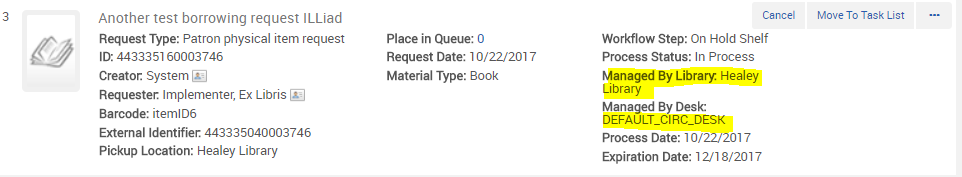 3
Another test borrowing request ILLiad
Cancel
Move To Task List
•••
Request Type: Patron physical item request
ID: 443335160003746
Creator: System
Requester: Implementer, Ex Libris
Barcode: itemID6
External Identifier: 443335040003746
Pickup Location: Healey Library
Place in Queue: 0
Request Date: 10/22/2017
Material Type: Book
Workflow Step: On Hold Shelf
Process Status: In Process
Managed By Library: Healey
Library
Managed By Desk:
DEFAULT_CIRC_DESK
Process Date: 10/22/2017
Expiration Date: 12/18/2017